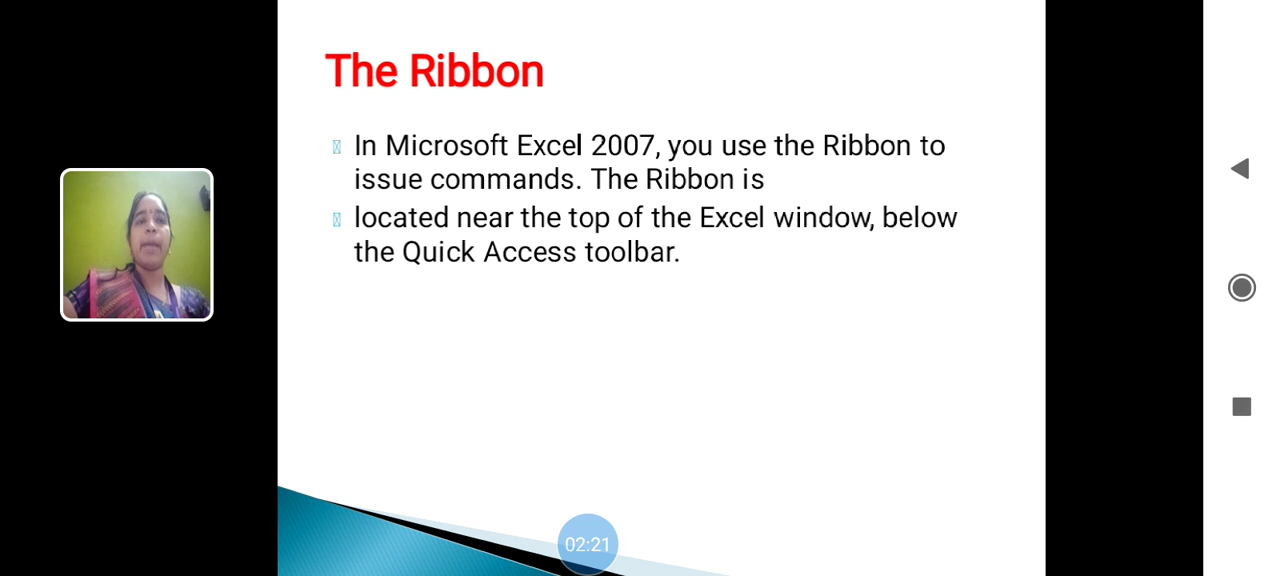 The Ribbon
In Microsoft Excel 2007, you use the Ribbon to
issue commands. The Ribbon is
located near the top of the Excel window, below
the Quick Access toolbar.
02:21